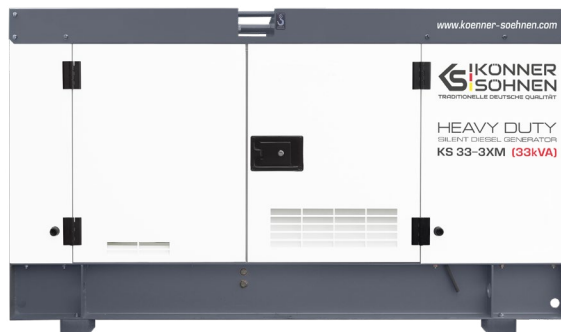 www.koenner-soehnen.com
KS KÖNNER
SÖHNEN
TRADITIONELLE DEUTSCHE QUALITÄT
HEAVY DUTY
SILENT DIESEL GENERATOR
KS 33-3XM (33kVA)